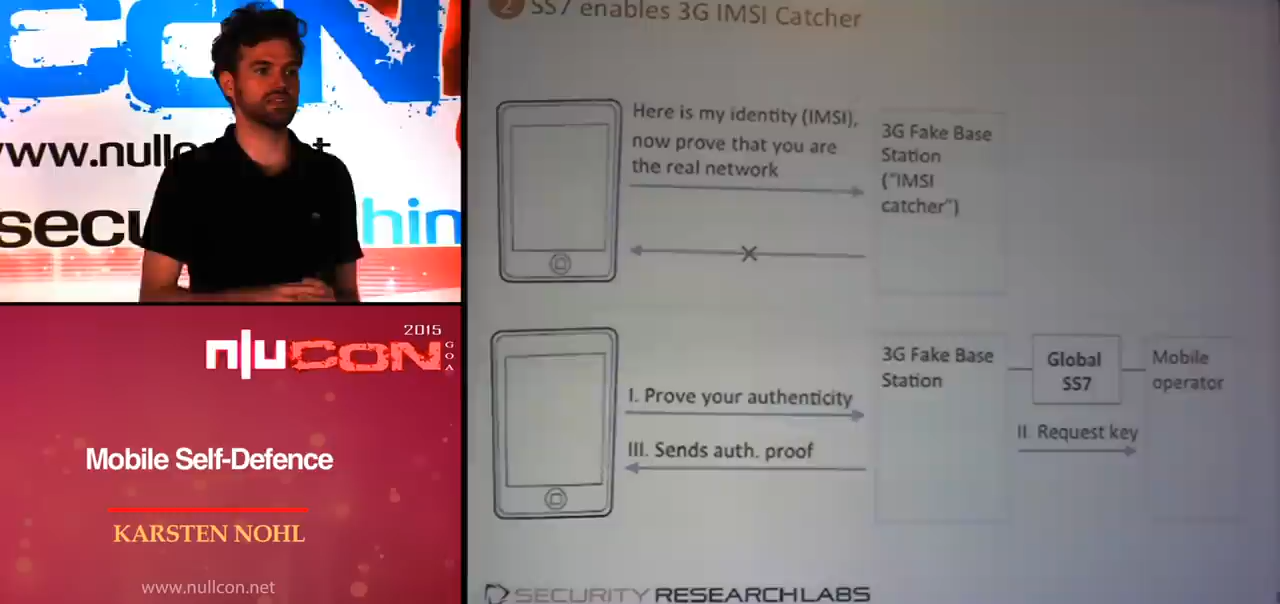 www.nullcon.net
secu
hin
2015
n|u CON
GOA
Mobile Self-Defence
KARSTEN NOHL
www.nullcon.net
2 SS7 enables 3G IMSI Catcher
Here is my identity (IMSI),
now prove that you are
the real network
3G Fake Base
Station
("IMSI
catcher")
I. Prove your authenticity
III. Sends auth. proof
3G Fake Base
Station
Global
SS7
Mobile
operator
II. Request key
SECURITY RESEARCH LABS